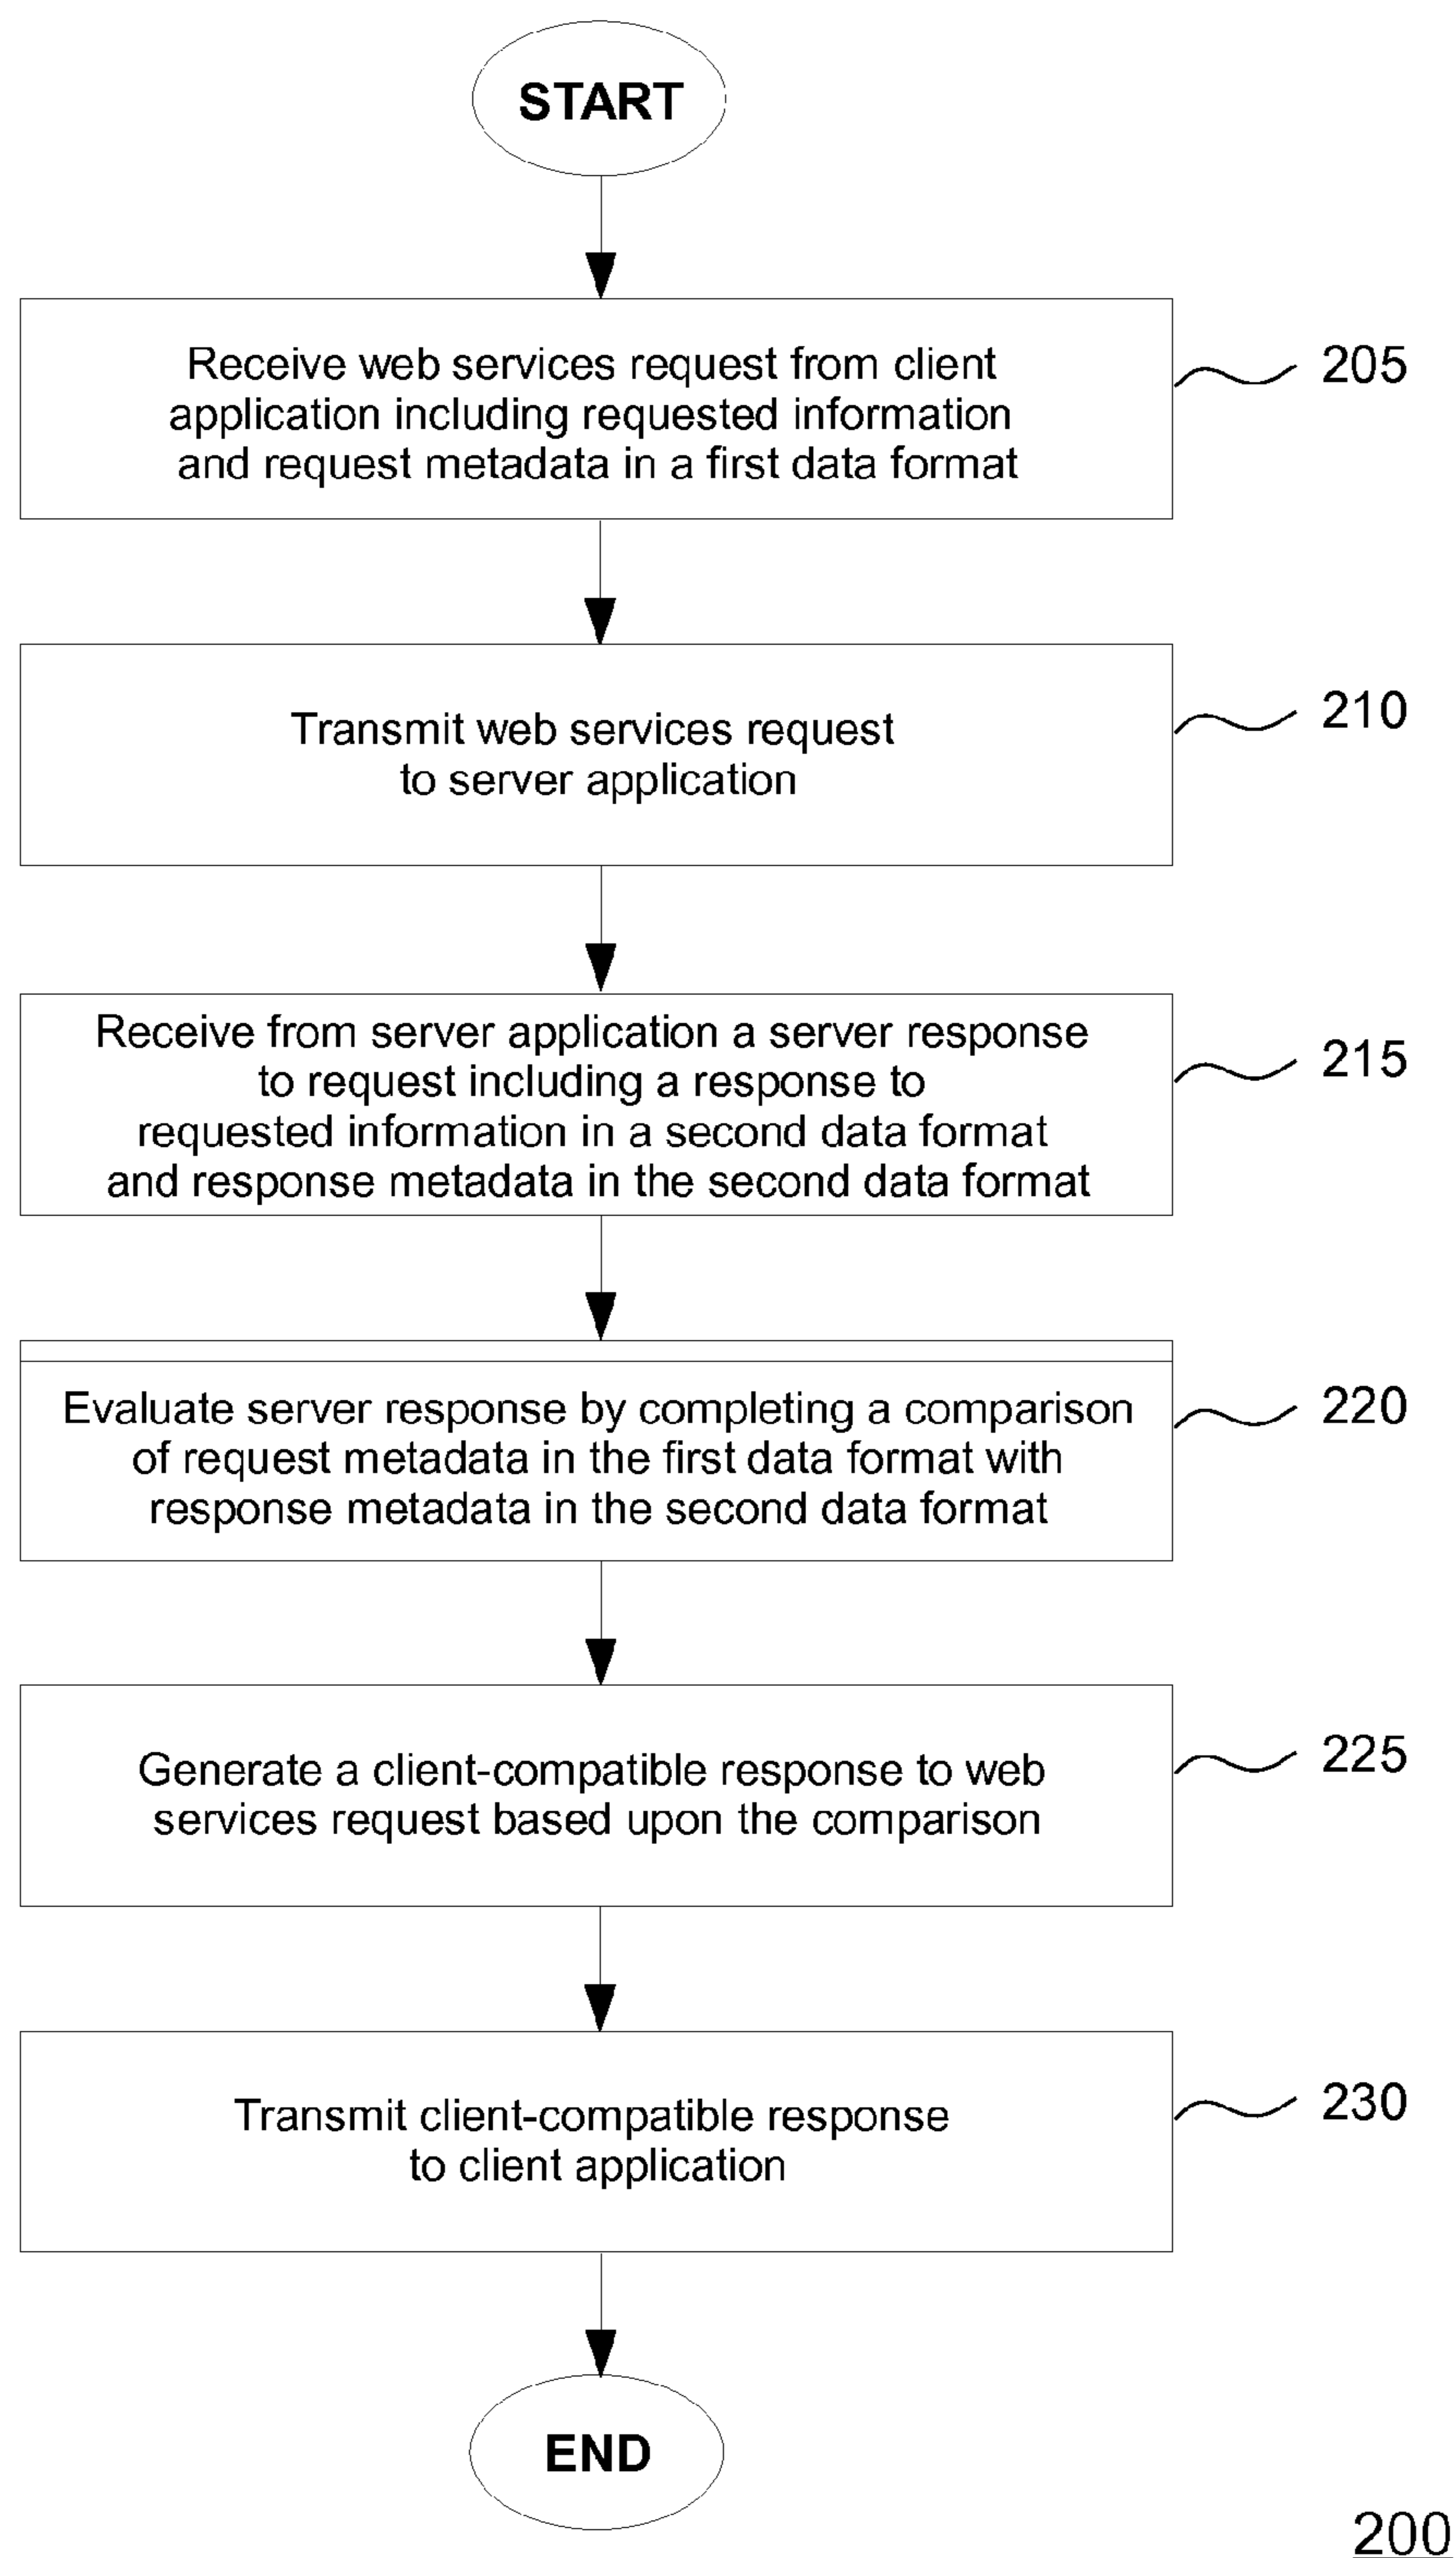 START
Receive web services request from client
application including requested information
and request metadata in a first data format
205
Transmit web services request
to server application
210
Receive from server application a server response
to request including a response to
requested information in a second data format
and response metadata in the second data format
215
Evaluate server response by completing a comparison
of request metadata in the first data format with
response metadata in the second data format
220
Generate a client-compatible response to web
services request based upon the comparison
225
Transmit client-compatible response
to client application
230
END
200